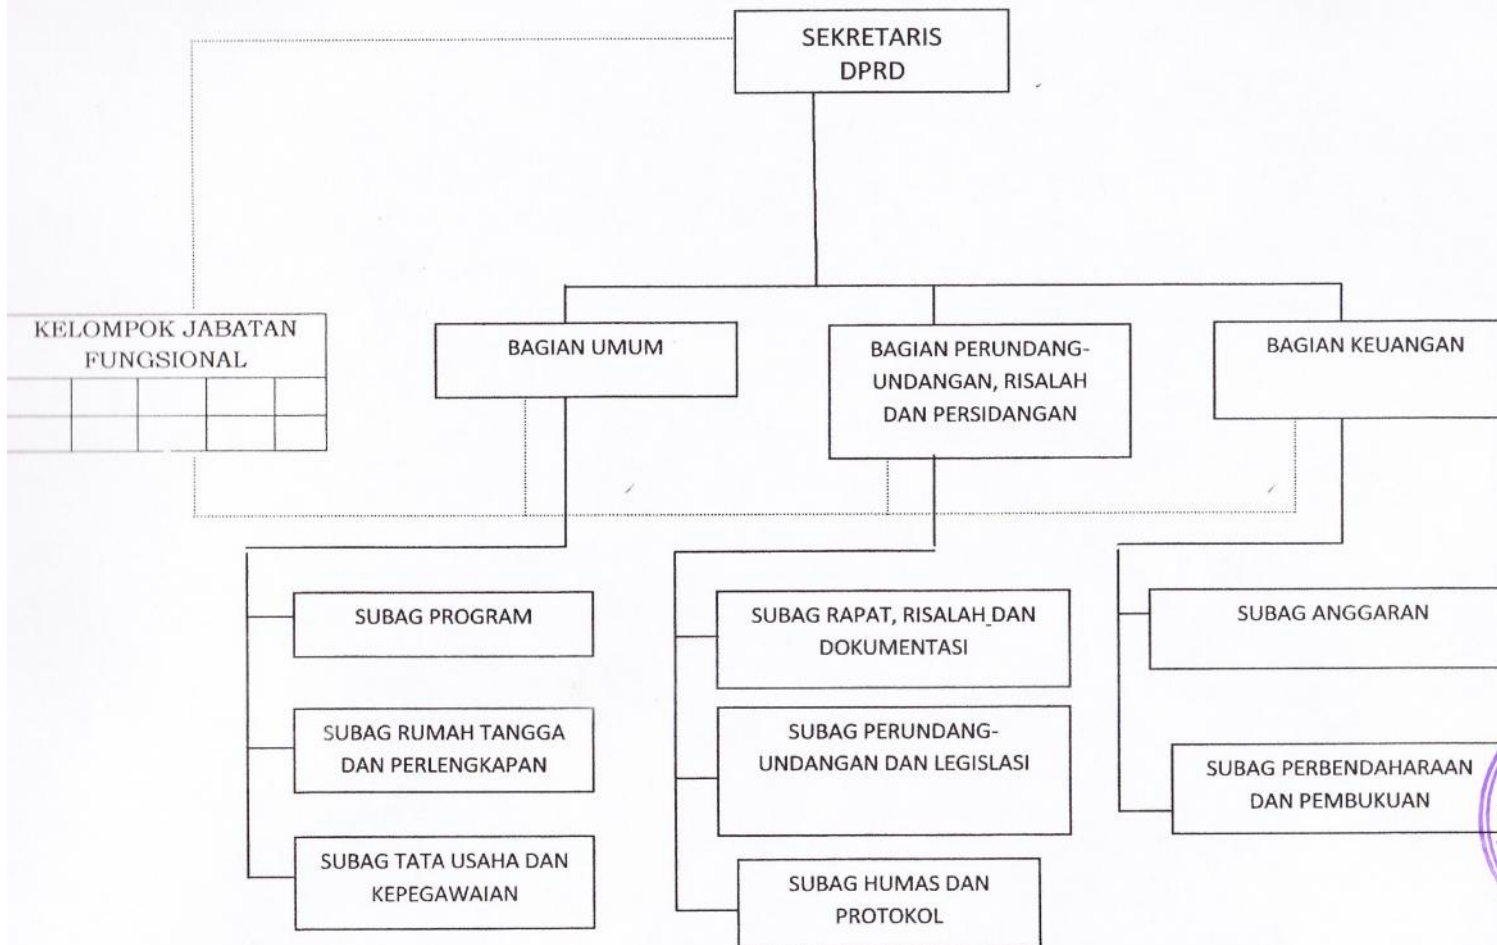 SEKRETARIS
DPRD
KELOMPOK JABATAN
FUNGSIONAL
BAGIAN UMUM
BAGIAN PERUNDANG-
UNDANGAN, RISALAH
DAN PERSIDANGAN
BAGIAN KEUANGAN
SUBAG PROGRAM
SUBAG RUMAH TANGGA
DAN PERLENGKAPAN
SUBAG TATA USAHA DAN
KEPEGAWAIAN
SUBAG RAPAT, RISALAH DAN
DOKUMENTASI
SUBAG PERUNDANG-
UNDANGAN DAN LEGISLASI
SUBAG HUMAS DAN
PROTOKOL
SUBAG ANGGARAN
SUBAG PERBENDAHARAAN
DAN PEMBUKUAN